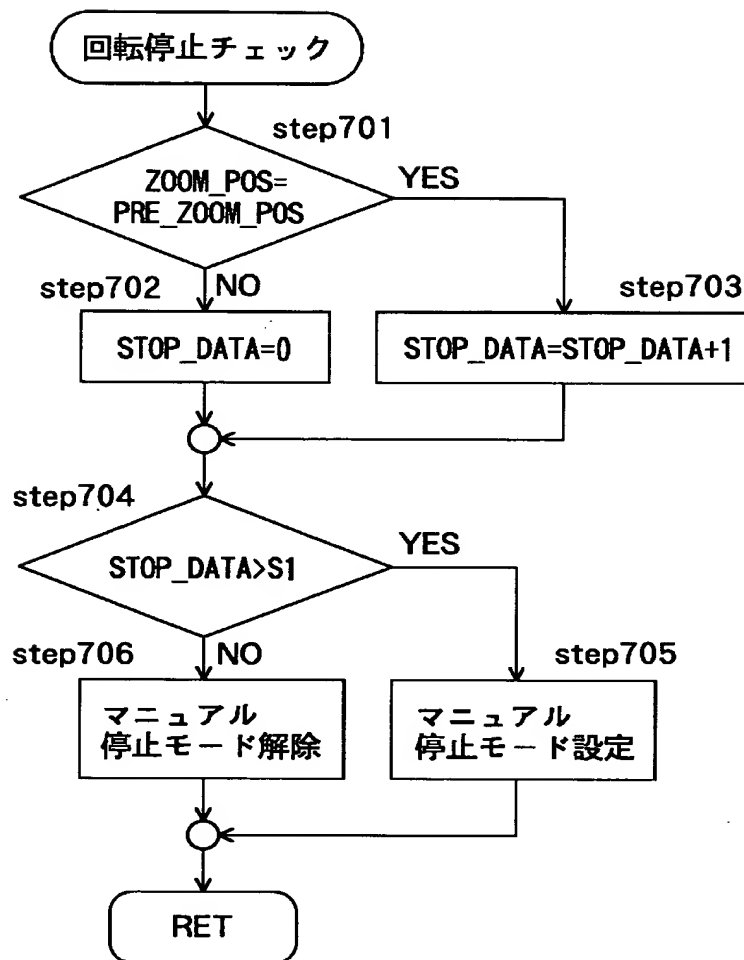 回転停止チェック
step701
ZOOM_POS=
PRE_ZOOM_POS
YES
step702
NO
step703
STOP_DATA=0
STOP_DATA=STOP_DATA+1
step704
STOP_DATA>S1
YES
step706
NO
step705
マニュアル
停止モード解除
マニュアル
停止モード設定
RET